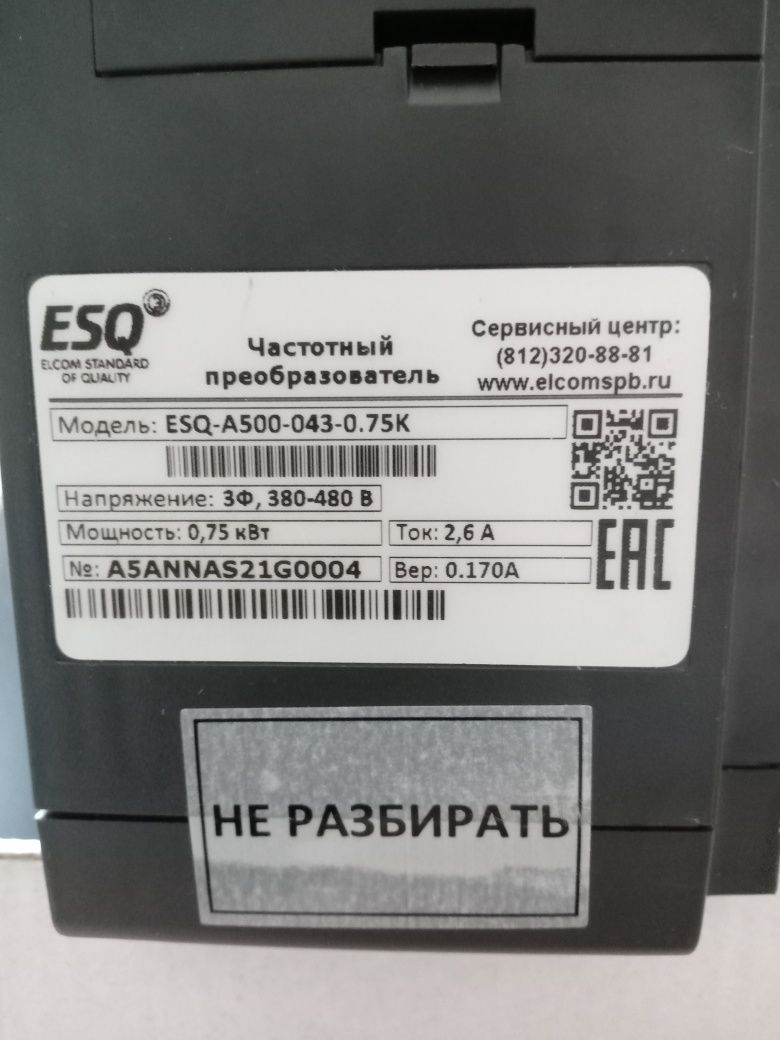 ESQ
ELCOM STANDARD
OF QUALITY
Частотный
преобразователь
Сервисный центр:
(812)320-88-81
www.elcomspb.ru
Модель: ESQ-A500-043-0.75K
Напряжение: 3Ф, 380-480 В
Мощность: 0,75 кВт
Ток: 2,6 А
№: A5ANNAS21G0004
Вер: 0.170A
EAC
НЕ РАЗБИРАТЬ